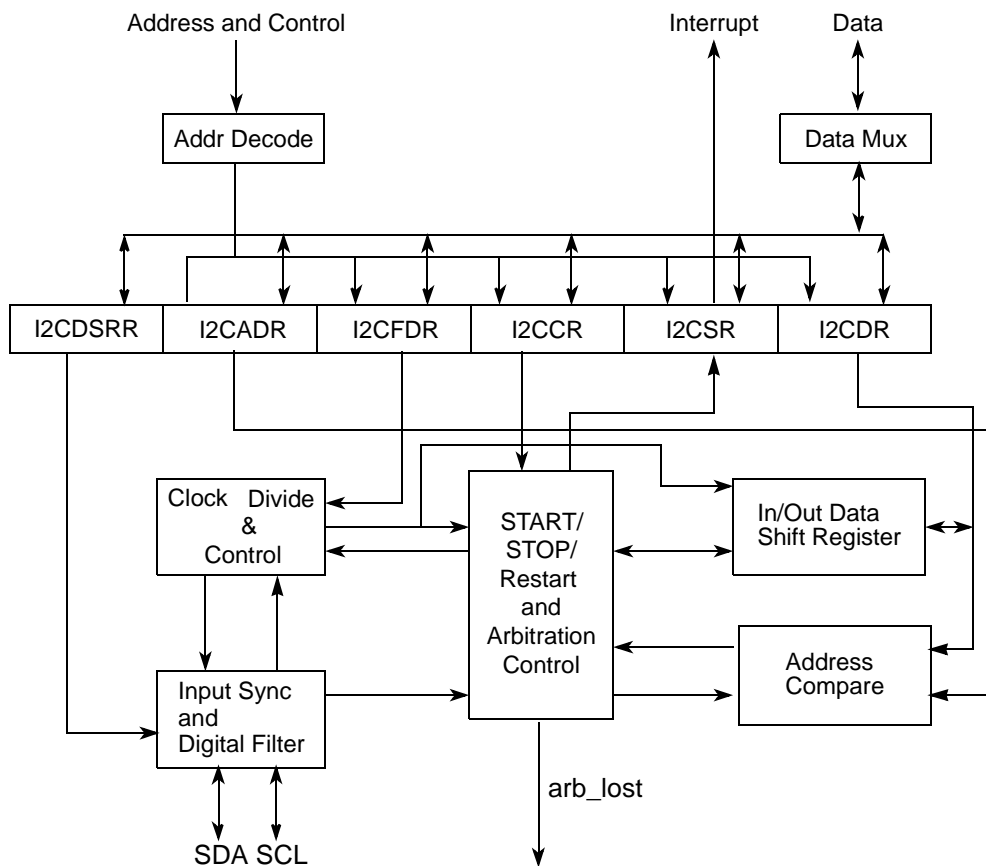 Address and Control
Interrupt
Data
Addr Decode
Data Mux
I2CDSRR
I2CADR
I2CFDR
I2CCR
I2CSR
I2CDR
Clock Divide
&
Control
START/
STOP/
Restart
and
Arbitration
Control
In/Out Data
Shift Register
Input Sync
and
Digital Filter
Address
Compare
arb_lost
SDA SCL